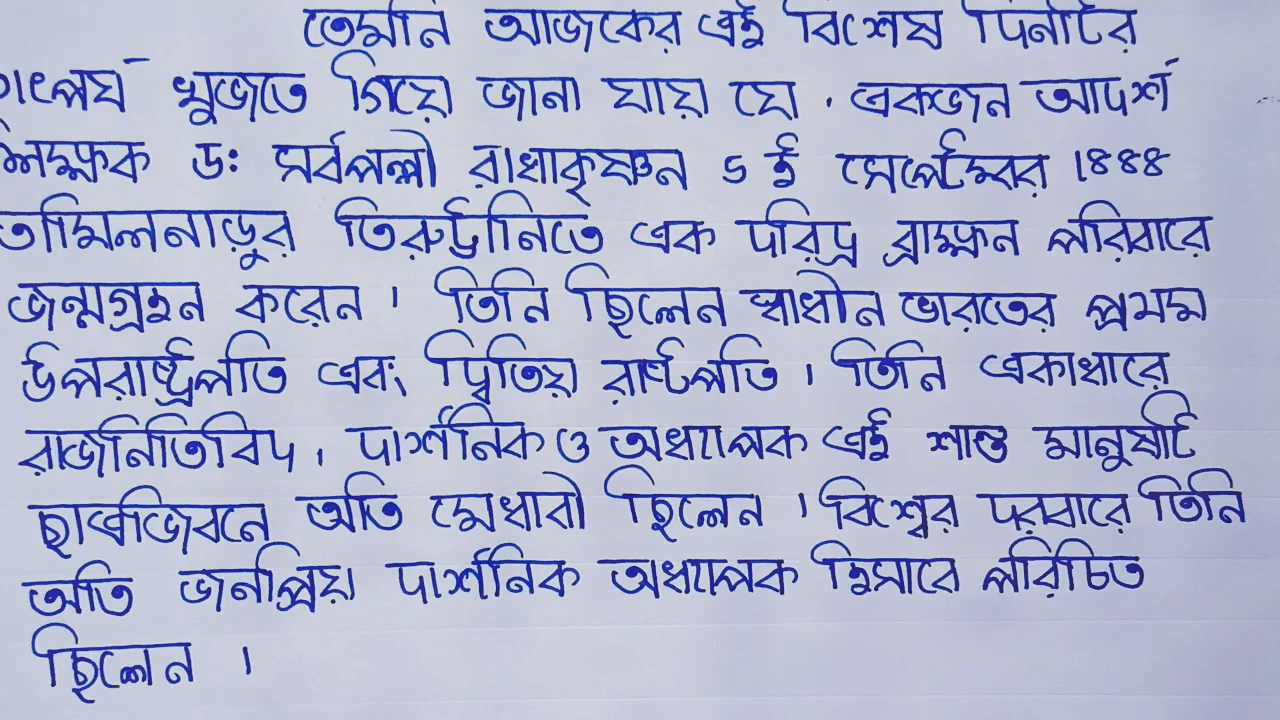 তেমনি আজকের এই বিশেষ দিনটির
তাৎপর্য খুজতে গিয়ে জানা যায় যে, একজন আদর্শ
শিক্ষক ডঃ সর্বপল্লী রাধাকৃষ্ণন 5 ই সেপ্টেম্বর 1888
তামিলনাড়ুর তিরুত্তানিতে এক দরিদ্র ব্রাহ্মন পরিবারে
জন্মগ্রহন করেন। তিনি ছিলেন স্বাধীন ভারতের প্রথম
উপরাষ্ট্রপতি এবং দ্বিতিয় রাষ্টপতি। তিনি একাধারে
রাজনিতিবিদ, দার্শনিক ও অধ্যাপক এই শান্ত মানুষটি
ছাত্রজিবনে অতি মেধাবী ছিলেন। বিশ্বের দরবারে তিনি
অতি জনপ্রিয় দার্শনিক অধ্যাপক হিসাবে পরিচিত
ছিলেন।